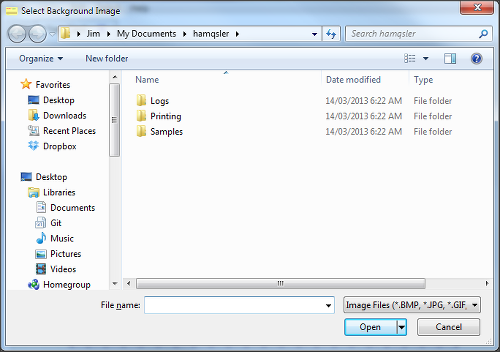 Select Background Image
Jim
My Documents
hamqsler
Search hamqsler
Organize
New folder
Name
Date modified
Type
Favorites
Desktop
Downloads
Recent Places
Dropbox
Desktop
Libraries
Documents
Git
Music
Pictures
Videos
Homegroup
Logs 14/03/2013 6:22 AM File folder
Printing 14/03/2013 6:22 AM File folder
Samples 14/03/2013 6:22 AM File folder
File name:
Image Files (*.BMP, *.JPG, *.GIF,
Open
Cancel